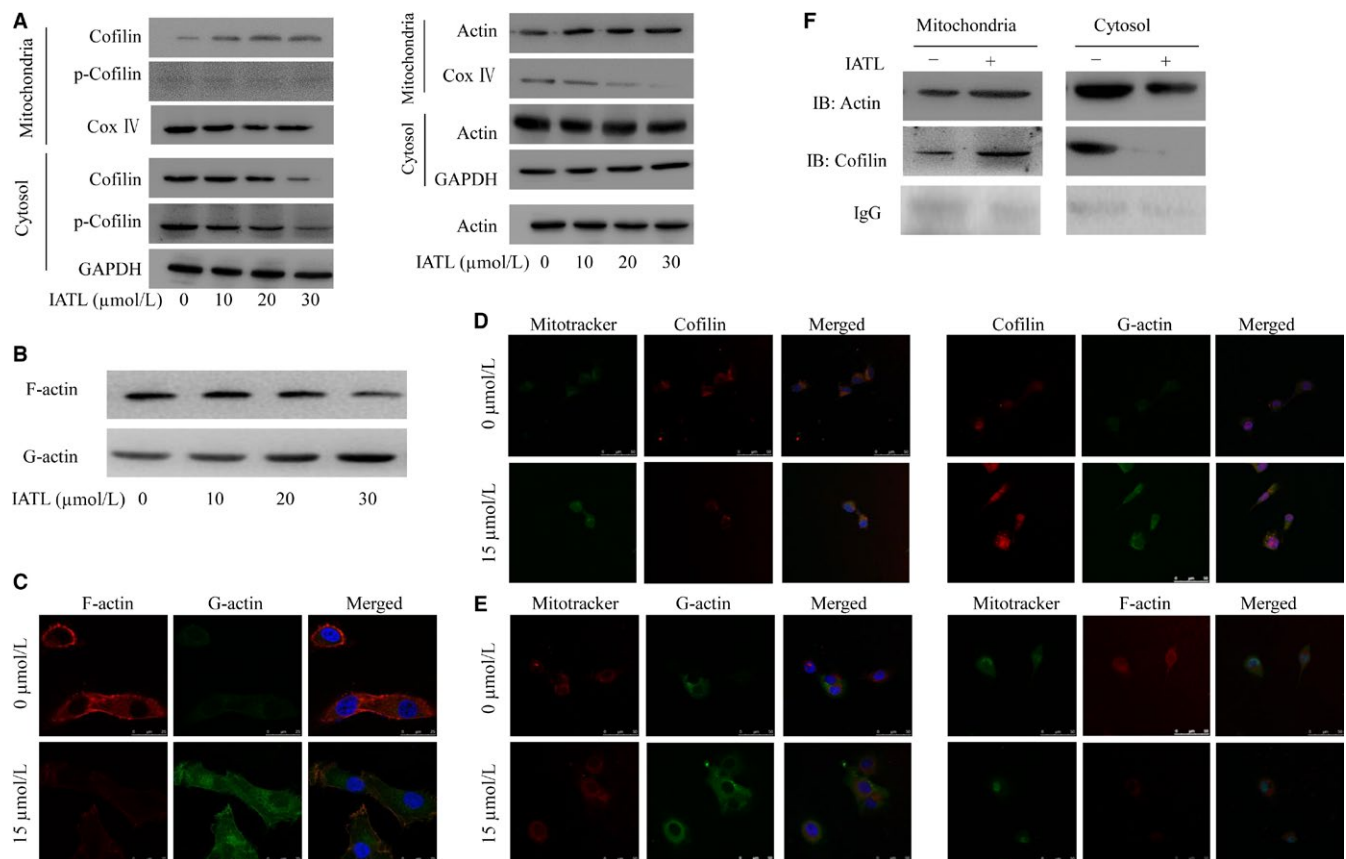 A
Mitochondria
Cofilin
p-Cofilin
Cox Ⅳ
Cytosol
Cofilin
p-Cofilin
GAPDH
IATL (μmol/L) 0 10 20 30
Mitochondria
Actin
Cox Ⅳ
Cytosol
Actin
GAPDH
Actin
IATL (μmol/L) 0 10 20 30
B
F-actin
G-actin
IATL (μmol/L) 0 10 20 30
C
F-actin G-actin Merged
0 μmol/L
15 μmol/L
D
Mitotracker Cofilin Merged
Cofilin G-actin Merged
0 μmol/L
15 μmol/L
E
Mitotracker G-actin Merged
Mitotracker F-actin Merged
0 μmol/L
15 μmol/L
F
Mitochondria Cytosol
IATL − + − +
IB: Actin
IB: Cofilin
IgG